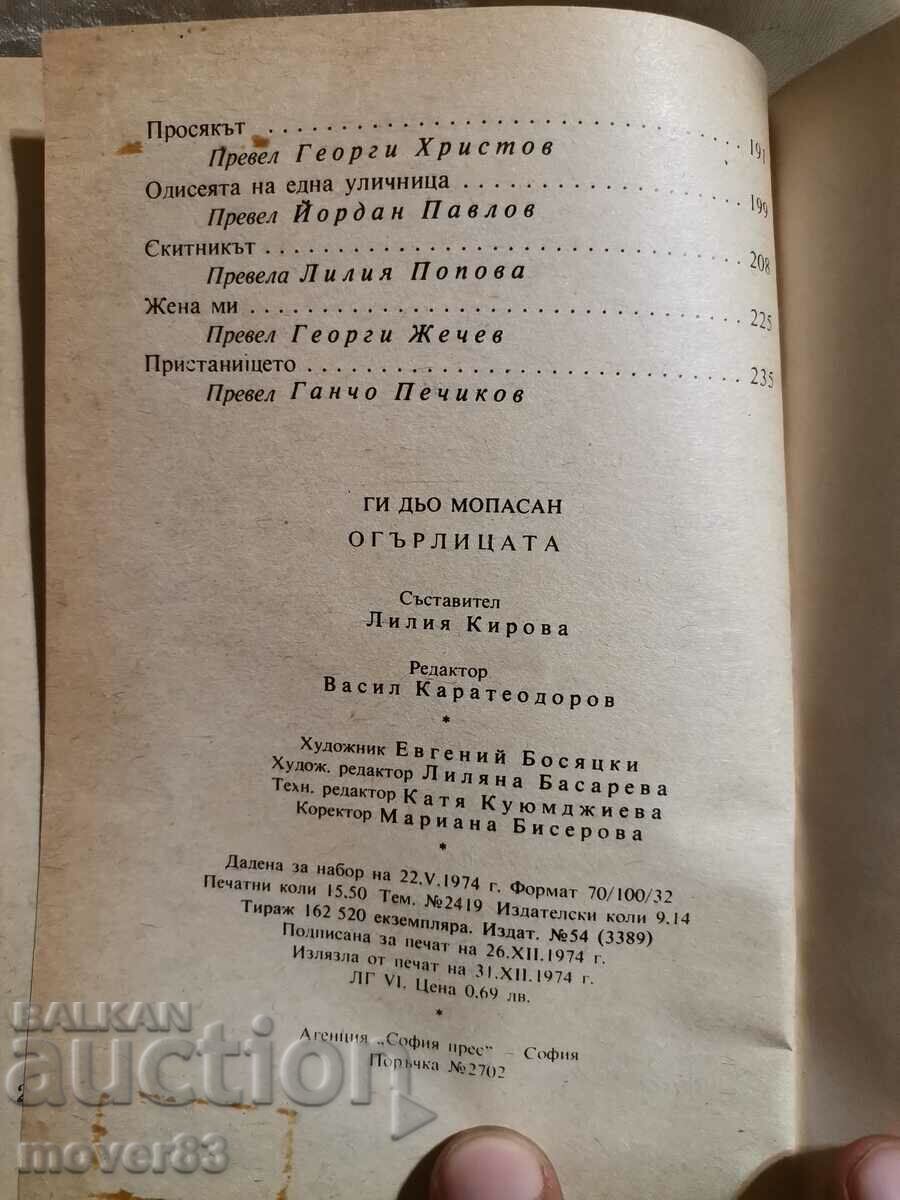 Просякът . . . . . . . . . . . . . . . . . . . . . . . . . . . . . . 191
Превел Георги Христов
Одисеята на една уличница . . . . . . . . . . . . . . . . . . 199
Превел Йордан Павлов
Скитникът . . . . . . . . . . . . . . . . . . . . . . . . . . . . . 208
Превела Лилия Попова
Жена ми . . . . . . . . . . . . . . . . . . . . . . . . . . . . . . 225
Превел Георги Жечев
Пристанището . . . . . . . . . . . . . . . . . . . . . . . . . . 235
Превел Ганчо Печиков
ГИ ДЬО МОПАСАН
ОГЪРЛИЦАТА
Съставител
Лилия Кирова
Редактор
Васил Каратеодоров
*
Художник Евгений Босяцки
Худож. редактор Лиляна Басарева
Техн. редактор Катя Куюмджиева
Коректор Мариана Бисерова
*
Далена за набор на 22.V.1974 г. Формат 70/100/32
Печатни коли 15.50 Тем. №2419 Издателски коли 9.14
Тираж 162 520 екземпляра. Издат. №54 (3389)
Подписана за печат на 26.XII.1974 г.
Излязла от печат на 31.XII.1974 г.
ЛГ VI. Цена 0,69 лв.
*
Агенция „София прес" – София
Поръчка №2702
2
BALKAN
auction
mover83